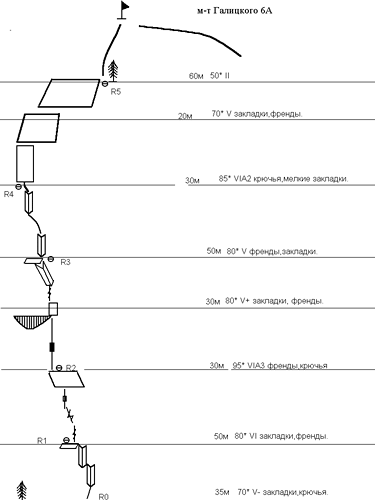 м-т Галицкого 6А
60м 50* II
R5
20м 70* V закладки,френды.
30м 85* VIA2 крючья,мелкие закладки.
R4
50м 80* V френды,закладки.
R3
30м 80* V+ закладки, френды.
R2 30м 95* VIA3 френды,крючья
R1 50м 80* VI закладки,френды.
R0 35м 70* V- закладки,крючья.